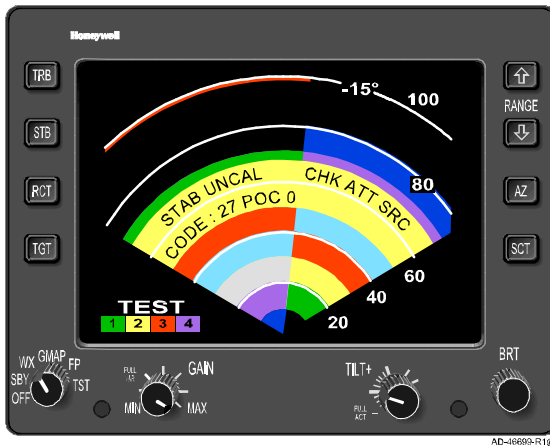 Honeywell
TRB
STB
RCT
TGT
-15°
100
80
60
40
20
STAB UNCAL
CHK ATT SRC
CODE : 27 POC 0
TEST
1 2 3 4
RANGE
AZ
SCT
OFF SBY WX GMAP FP TST
GAIN
MIN
MAX
TILT+
FULL
ACT
-
BRT
AD-46699-R1@